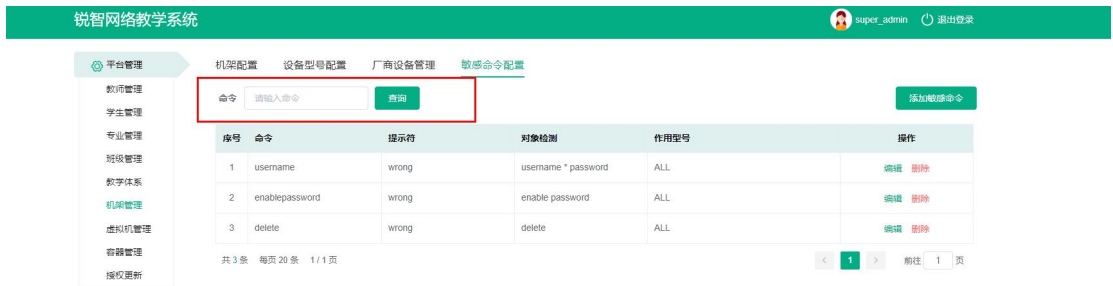 锐智网络教学系统
super_admin 退出登录
平台管理
教师管理
学生管理
专业管理
班级管理
教学体系
机架管理
虚拟机管理
容器管理
授权更新
机架配置 设备型号配置 厂商设备管理 敏感命令配置
命令 请输入命令 查询 添加敏感命令
序号 命令 提示符 对象检测 作用型号 操作
1 username wrong username * password ALL 编辑 删除
2 enablepassword wrong enable password ALL 编辑 删除
3 delete wrong delete ALL 编辑 删除
共 3 条 每页 20 条 1 / 1 页 < 1 > 前往 1 页